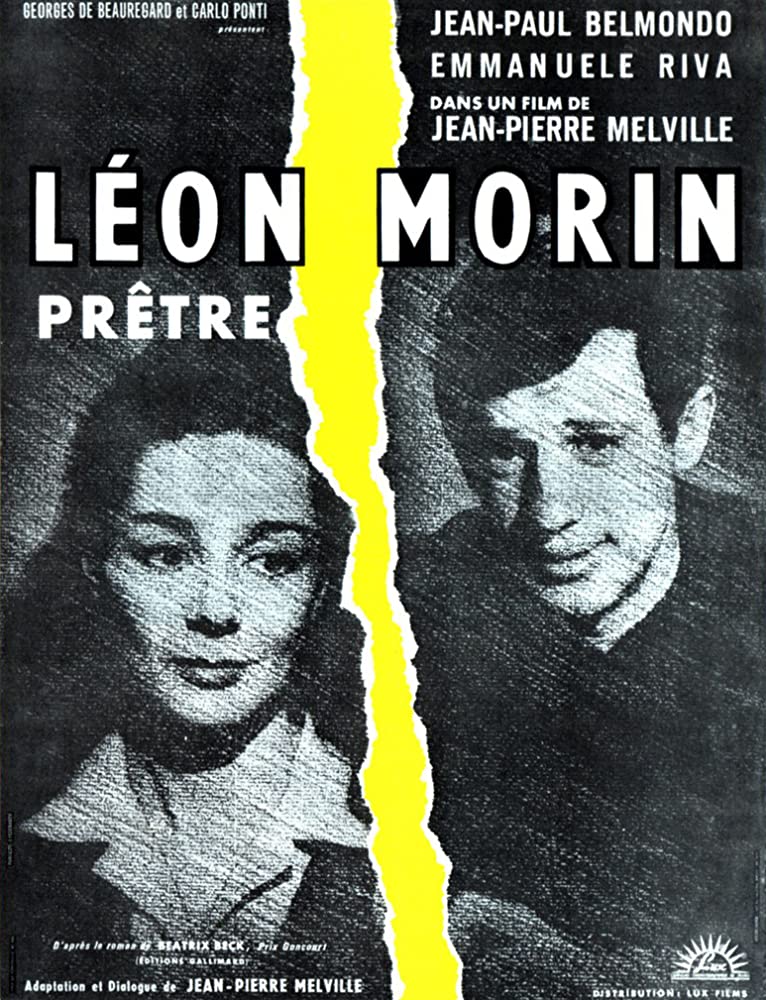 GEORGES DE BEAUREGARD et CARLO PONTI
présentent
JEAN-PAUL BELMONDO
EMMANUELE RIVA
DANS UN FILM DE
JEAN-PIERRE MELVILLE
LÉON MORIN
PRÊTRE
D'après le roman de BEATRIX BECK, Prix Goncourt
(EDITIONS GALLIMARD)
Adaptation et Dialogue de JEAN-PIERRE MELVILLE
Lux
DISTRIBUTION: LUX FILMS